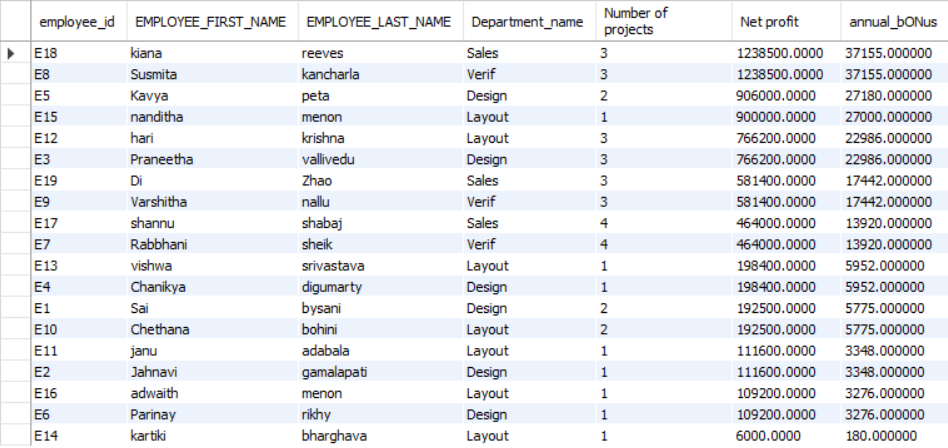 employee_id EMPLOYEE_FIRST_NAME EMPLOYEE_LAST_NAME Department_name Number of projects Net profit annual_bONus
E18 kiana reeves Sales 3 1238500.0000 37155.000000
E8 Susmita kancharla Verif 3 1238500.0000 37155.000000
E5 Kavya peta Design 2 906000.0000 27180.000000
E15 nanditha menon Layout 1 900000.0000 27000.000000
E12 hari krishna Layout 3 766200.0000 22986.000000
E3 Praneetha vallivedu Design 3 766200.0000 22986.000000
E19 Di Zhao Sales 3 581400.0000 17442.000000
E9 Varshitha nallu Verif 3 581400.0000 17442.000000
E17 shannu shabaj Sales 4 464000.0000 13920.000000
E7 Rabbhani sheik Verif 4 464000.0000 13920.000000
E13 vishwa srivastava Layout 1 198400.0000 5952.000000
E4 Chanikya digumarty Design 1 198400.0000 5952.000000
E1 Sai bysani Design 2 192500.0000 5775.000000
E10 Chethana bohini Layout 2 192500.0000 5775.000000
E11 janu adabala Layout 1 111600.0000 3348.000000
E2 Jahnavi gamalapati Design 1 111600.0000 3348.000000
E16 adwaith menon Layout 1 109200.0000 3276.000000
E6 Parinay rikhy Design 1 109200.0000 3276.000000
E14 kartiki bharghava Layout 1 6000.0000 180.000000